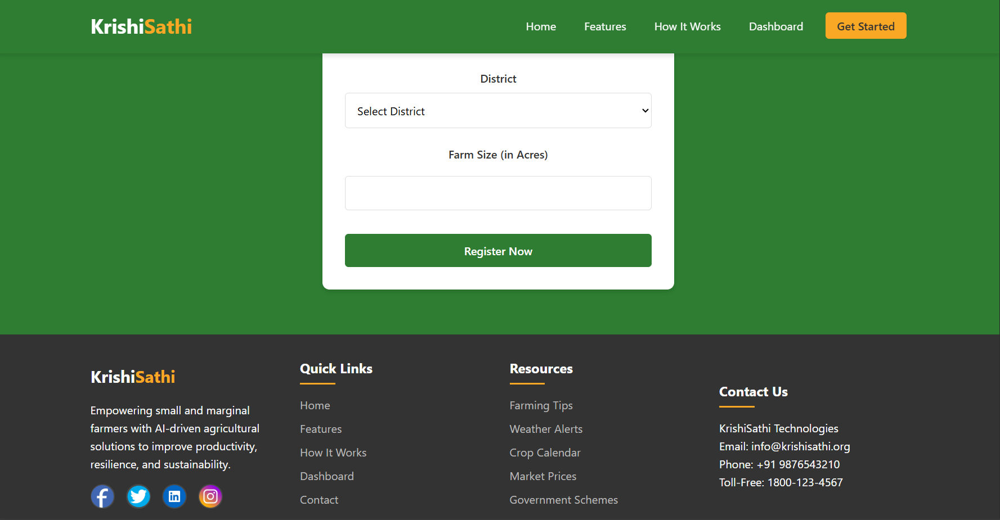 KrishiSathi
Home
Features
How It Works
Dashboard
Get Started
District
Select District
Farm Size (in Acres)
Register Now
KrishiSathi
Empowering small and marginal
farmers with AI-driven agricultural
solutions to improve productivity,
resilience, and sustainability.
Quick Links
Home
Features
How It Works
Dashboard
Contact
Resources
Farming Tips
Weather Alerts
Crop Calendar
Market Prices
Government Schemes
Contact Us
KrishiSathi Technologies
Email: info@krishisathi.org
Phone: +91 9876543210
Toll-Free: 1800-123-4567